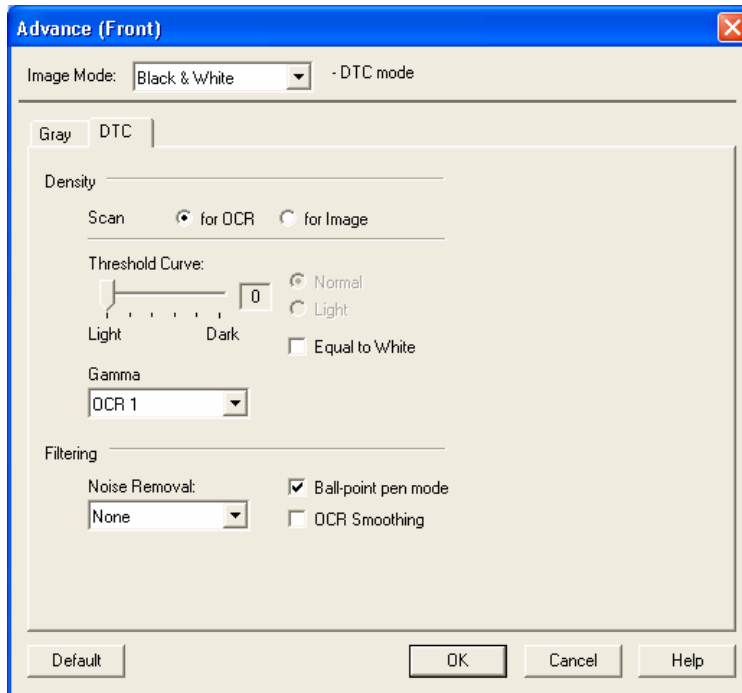 Advance (Front)
Image Mode: Black & White - DTC mode
Gray DTC
Density
Scan for OCR for Image
Threshold Curve:
0
Normal
Light
Light Dark
Equal to White
Gamma
OCR 1
Filtering
Noise Removal: Ball-point pen mode
None OCR Smoothing
Default OK Cancel Help